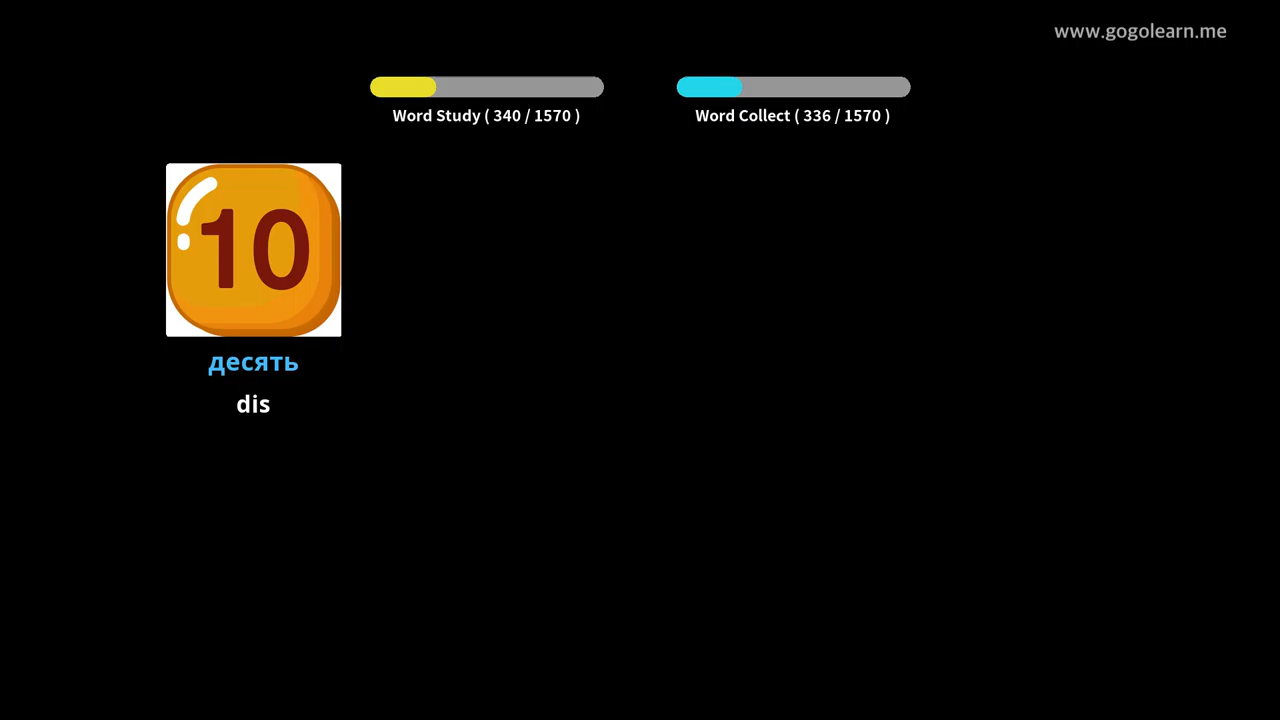 www.gogolearn.me
Word Study ( 340 / 1570 )
Word Collect ( 336 / 1570 )
10
десять
dis